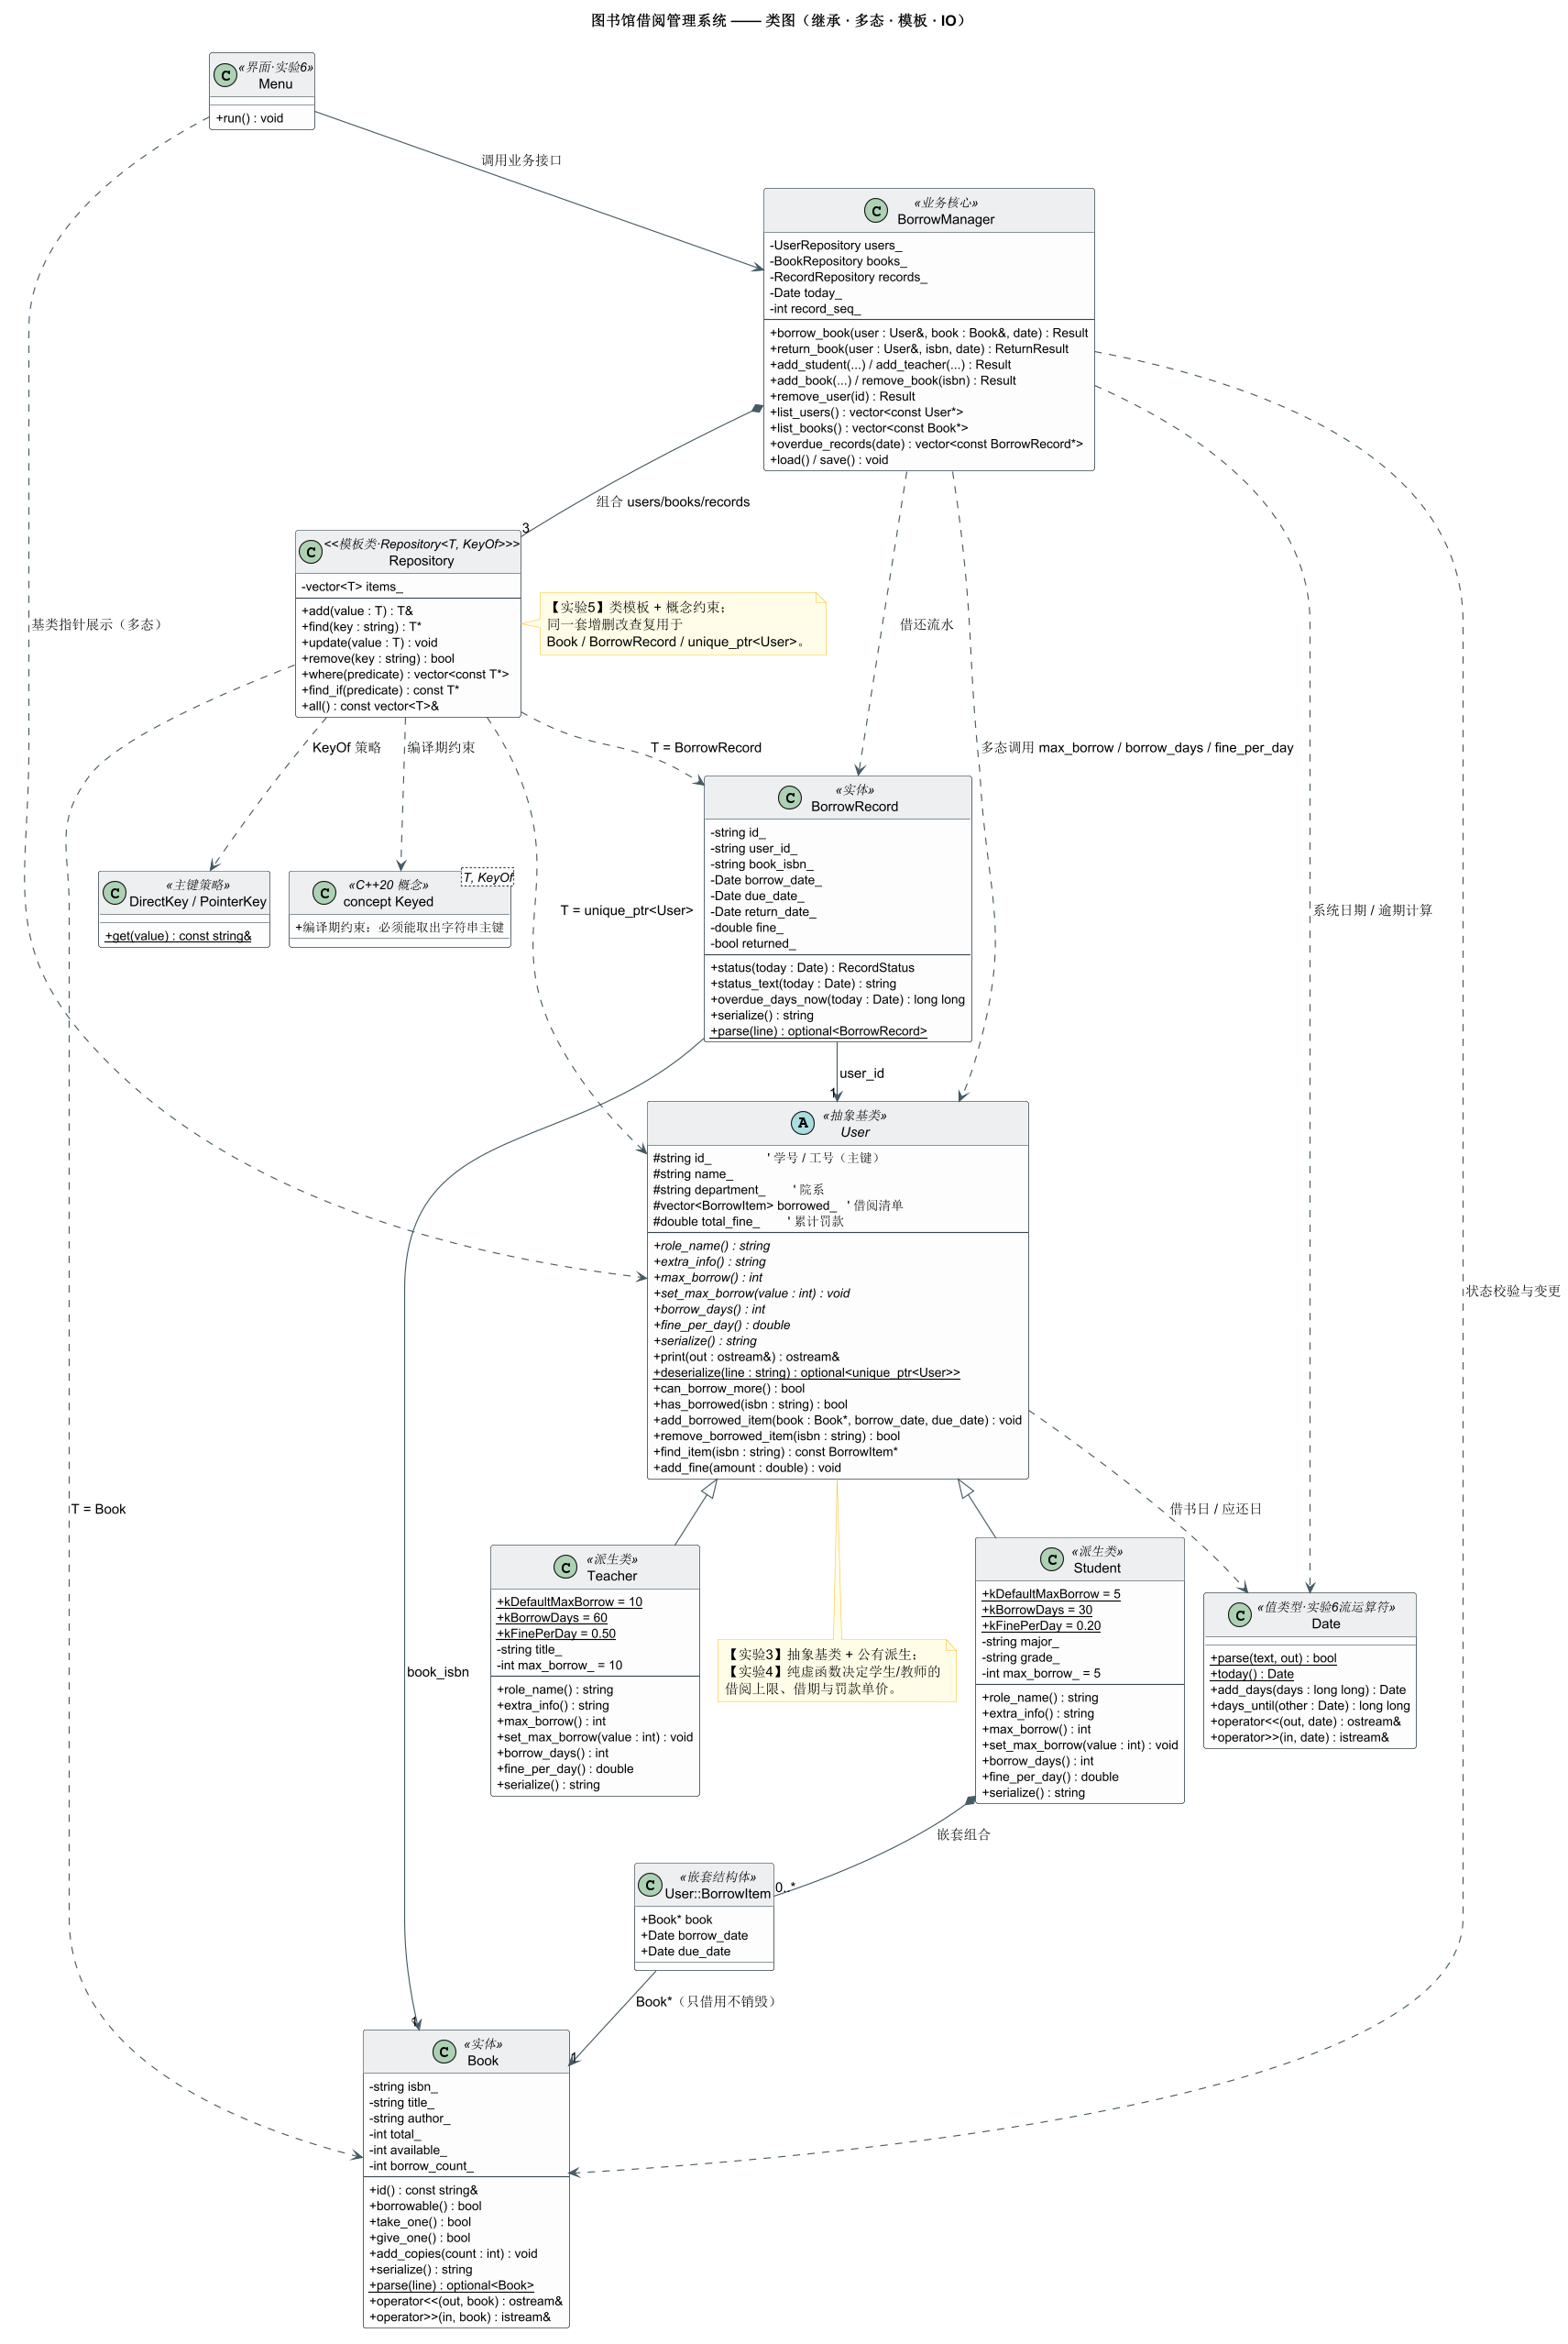 图书馆借阅管理系统 —— 类图（继承 · 多态 · 模板 · IO）
C
«界面·实验6»
Menu
+run() : void
调用业务接口
C
«业务核心»
BorrowManager
-UserRepository users_
-BookRepository books_
-RecordRepository records_
-Date today_
-int record_seq_
+borrow_book(user : User&, book : Book&, date) : Result
+return_book(user : User&, isbn, date) : ReturnResult
+add_student(...) / add_teacher(...) : Result
+add_book(...) / remove_book(isbn) : Result
+remove_user(id) : Result
+list_users() : vector<const User*>
+list_books() : vector<const Book*>
+overdue_records(date) : vector<const BorrowRecord*>
+load() / save() : void
组合 users/books/records
3
C
<<模板类·Repository<T, KeyOf>>>
Repository
-vector<T> items_
+add(value : T) : T&
+find(key : string) : T*
+update(value : T) : void
+remove(key : string) : bool
+where(predicate) : vector<const T*>
+find_if(predicate) : const T*
+all() : const vector<T>&
【实验5】类模板 + 概念约束；
同一套增删改查复用于
Book / BorrowRecord / unique_ptr<User>。
基类指针展示（多态）
借还流水
KeyOf 策略
编译期约束
T = BorrowRecord
多态调用 max_borrow / borrow_days / fine_per_day
C
«主键策略»
DirectKey / PointerKey
+get(value) : const string&
C
«C++20 概念»
concept Keyed
T, KeyOf
+编译期约束：必须能取出字符串主键
T = unique_ptr<User>
系统日期 / 逾期计算
C
«实体»
BorrowRecord
-string id_
-string user_id_
-string book_isbn_
-Date borrow_date_
-Date due_date_
-Date return_date_
-double fine_
-bool returned_
+status(today : Date) : RecordStatus
+status_text(today : Date) : string
+overdue_days_now(today : Date) : long long
+serialize() : string
+parse(line) : optional<BorrowRecord>
user_id
1
A
«抽象基类»
User
#string id_ ' 学号 / 工号（主键）
#string name_
#string department_ ' 院系
#vector<BorrowItem> borrowed_ ' 借阅清单
#double total_fine_ ' 累计罚款
+role_name() : string
+extra_info() : string
+max_borrow() : int
+set_max_borrow(value : int) : void
+borrow_days() : int
+fine_per_day() : double
+serialize() : string
+print(out : ostream&) : ostream&
+deserialize(line : string) : optional<unique_ptr<User>>
+can_borrow_more() : bool
+has_borrowed(isbn : string) : bool
+add_borrowed_item(book : Book*, borrow_date, due_date) : void
+remove_borrowed_item(isbn : string) : bool
+find_item(isbn : string) : const BorrowItem*
+add_fine(amount : double) : void
状态校验与变更
T = Book
借书日 / 应还日
book_isbn
C
«派生类»
Teacher
+kDefaultMaxBorrow = 10
+kBorrowDays = 60
+kFinePerDay = 0.50
-string title_
-int max_borrow_ = 10
+role_name() : string
+extra_info() : string
+max_borrow() : int
+set_max_borrow(value : int) : void
+borrow_days() : int
+fine_per_day() : double
+serialize() : string
【实验3】抽象基类 + 公有派生；
【实验4】纯虚函数决定学生/教师的
借阅上限、借期与罚款单价。
C
«派生类»
Student
+kDefaultMaxBorrow = 5
+kBorrowDays = 30
+kFinePerDay = 0.20
-string major_
-string grade_
-int max_borrow_ = 5
+role_name() : string
+extra_info() : string
+max_borrow() : int
+set_max_borrow(value : int) : void
+borrow_days() : int
+fine_per_day() : double
+serialize() : string
C
«值类型·实验6流运算符»
Date
+parse(text, out) : bool
+today() : Date
+add_days(days : long long) : Date
+days_until(other : Date) : long long
+operator<<(out, date) : ostream&
+operator>>(in, date) : istream&
嵌套组合
0..*
C
«嵌套结构体»
User::BorrowItem
+Book* book
+Date borrow_date
+Date due_date
Book*（只借用不销毁）
1
1
C
«实体»
Book
-string isbn_
-string title_
-string author_
-int total_
-int available_
-int borrow_count_
+id() : const string&
+borrowable() : bool
+take_one() : bool
+give_one() : bool
+add_copies(count : int) : void
+serialize() : string
+parse(line) : optional<Book>
+operator<<(out, book) : ostream&
+operator>>(in, book) : istream&